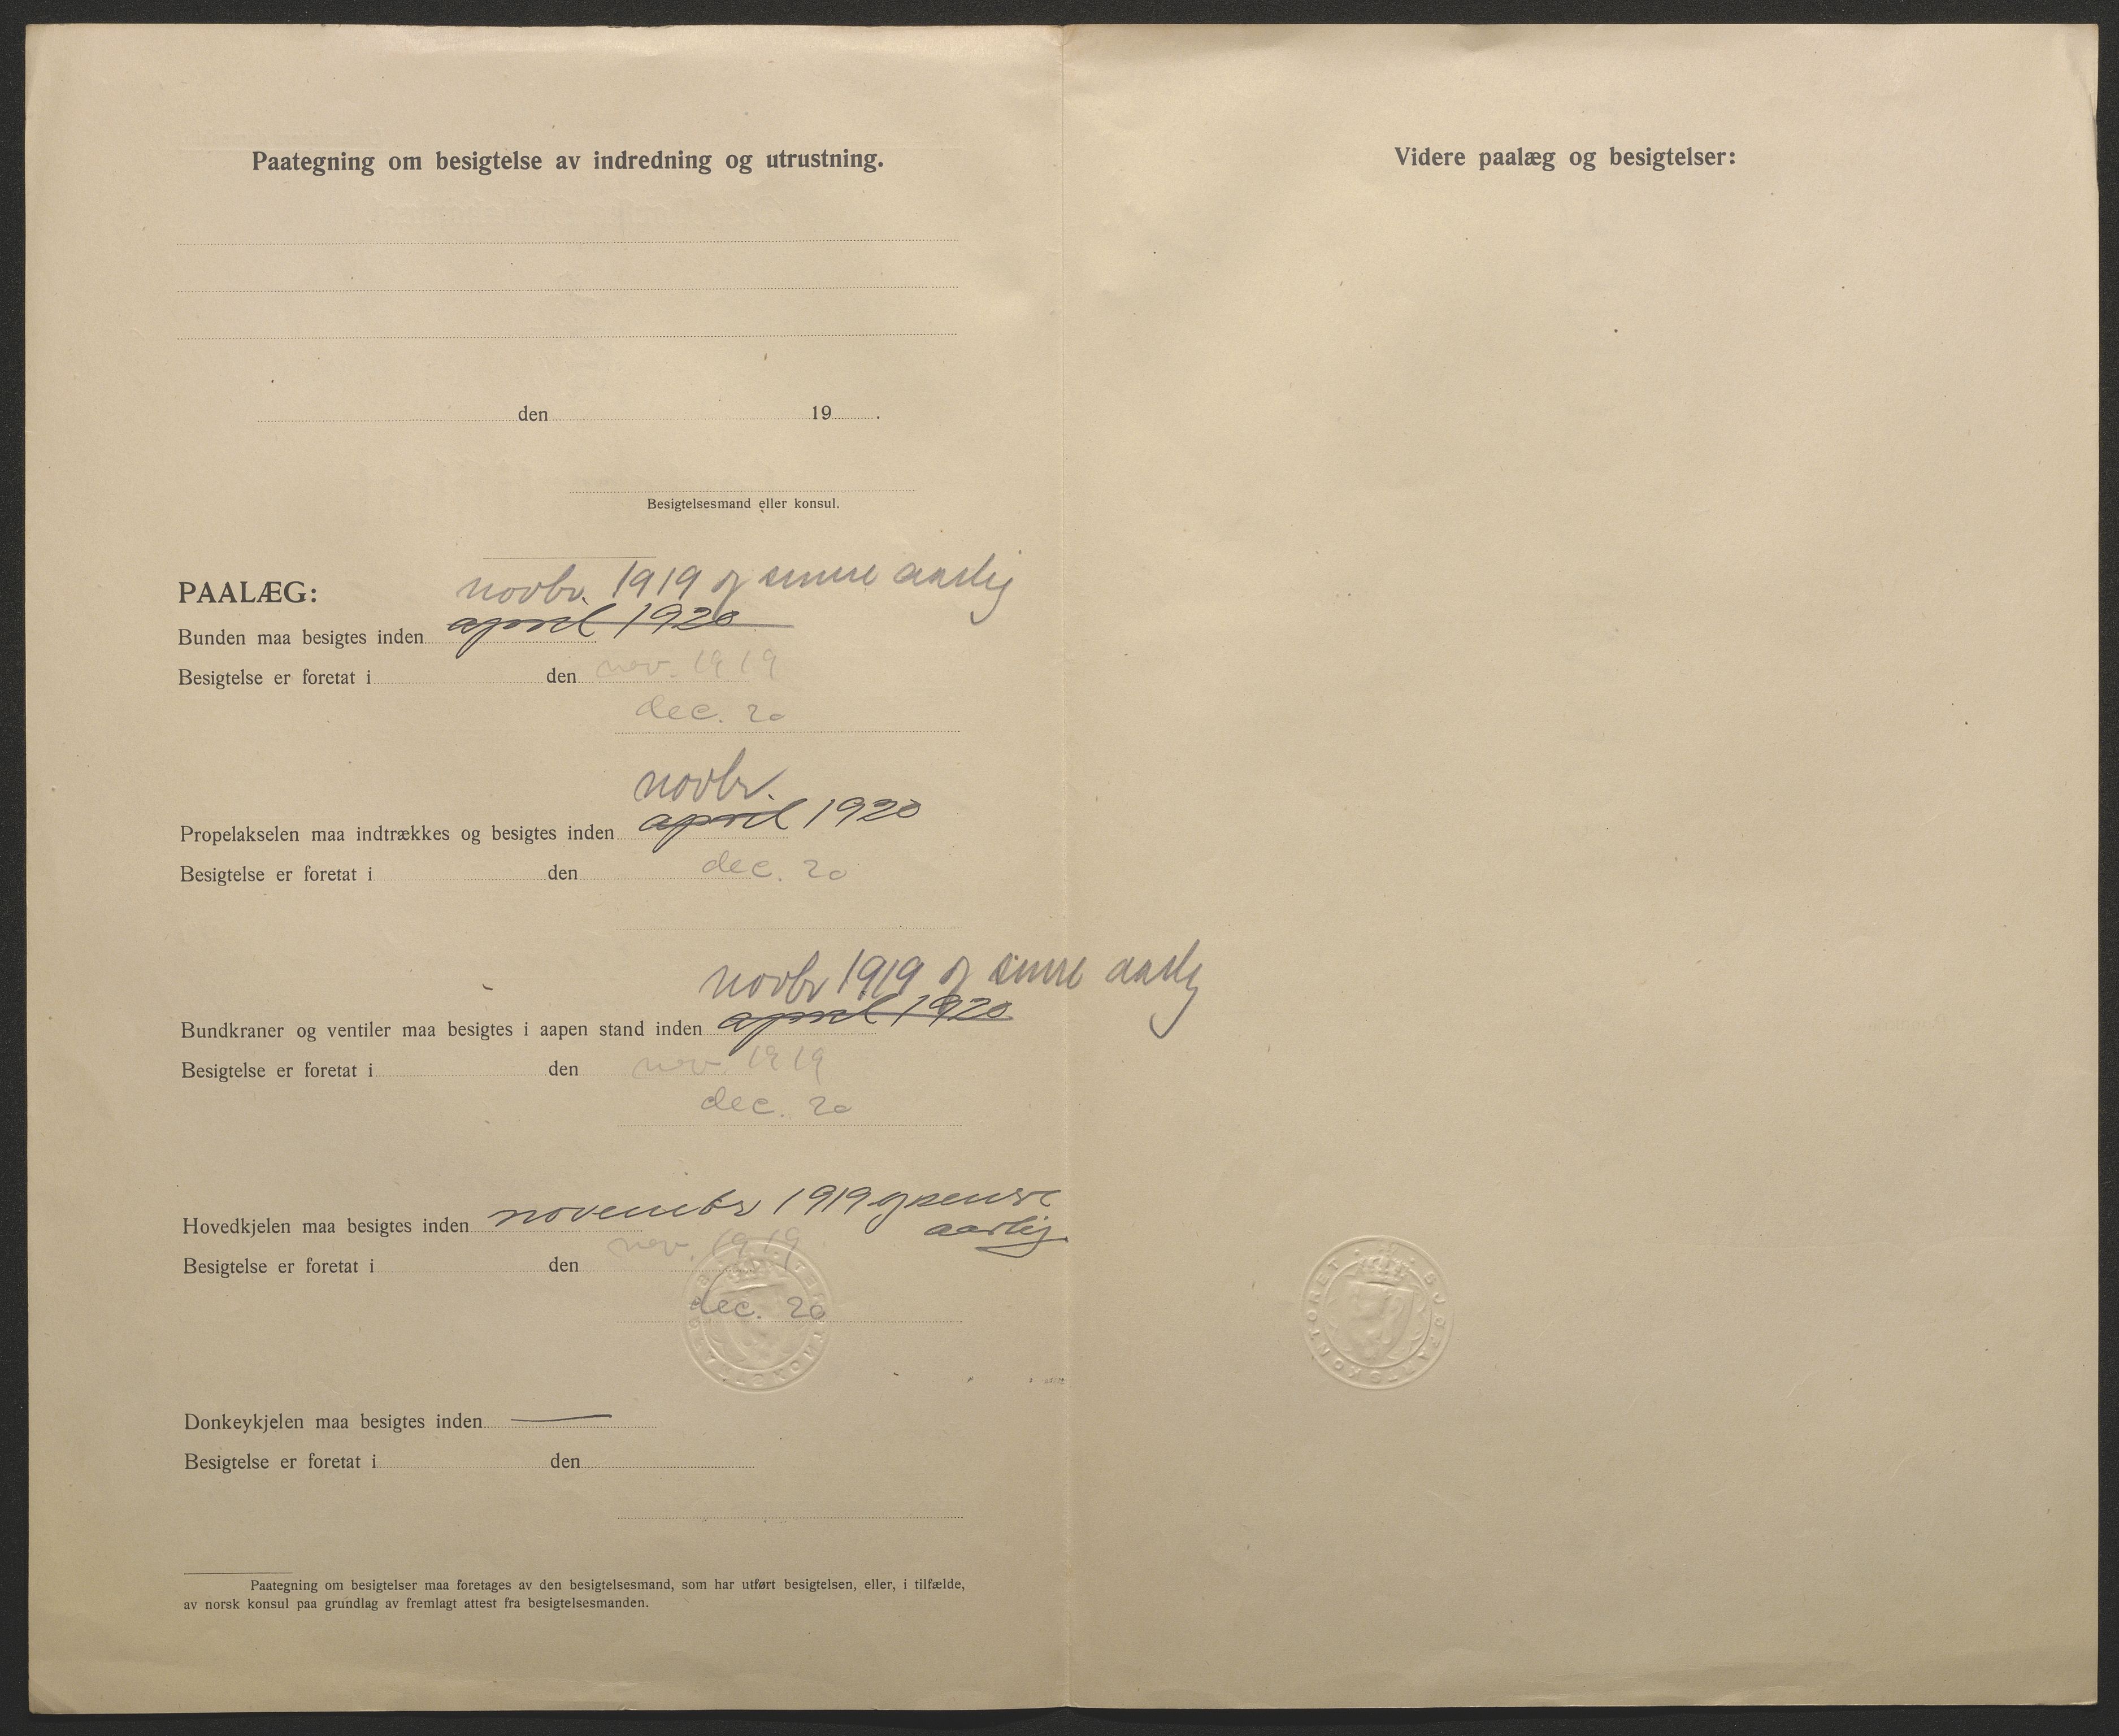 Paategning om besigtelse av indredning og utrustning.
den 19 .
Besigtelsesmand eller konsul.
PAALÆG:
novbr. 1919 og senere aarlig
Bunden maa besigtes inden april 1920
Besigtelse er foretat i den nov. 1919
dec. 20
novbr.
Propelakselen maa indtrækkes og besigtes inden april 1920
Besigtelse er foretat i den dec. 20
novbr 1919 og senere aarlig
Bundkraner og ventiler maa besigtes i aapen stand inden april 1920
Besigtelse er foretat i den nov. 1919
dec. 20
Hovedkjelen maa besigtes inden novembr 1919 og senere
aarlig
Besigtelse er foretat i den nov. 1919
dec. 20
Donkeykjelen maa besigtes inden —
Besigtelse er foretat i den
Paategning om besigtelser maa foretages av den besigtelsesmand, som har utført besigtelsen, eller, i tilfælde,
av norsk konsul paa grundlag av fremlagt attest fra besigtelsesmanden.
Videre paalæg og besigtelser:
SJØFARTSKONTORET